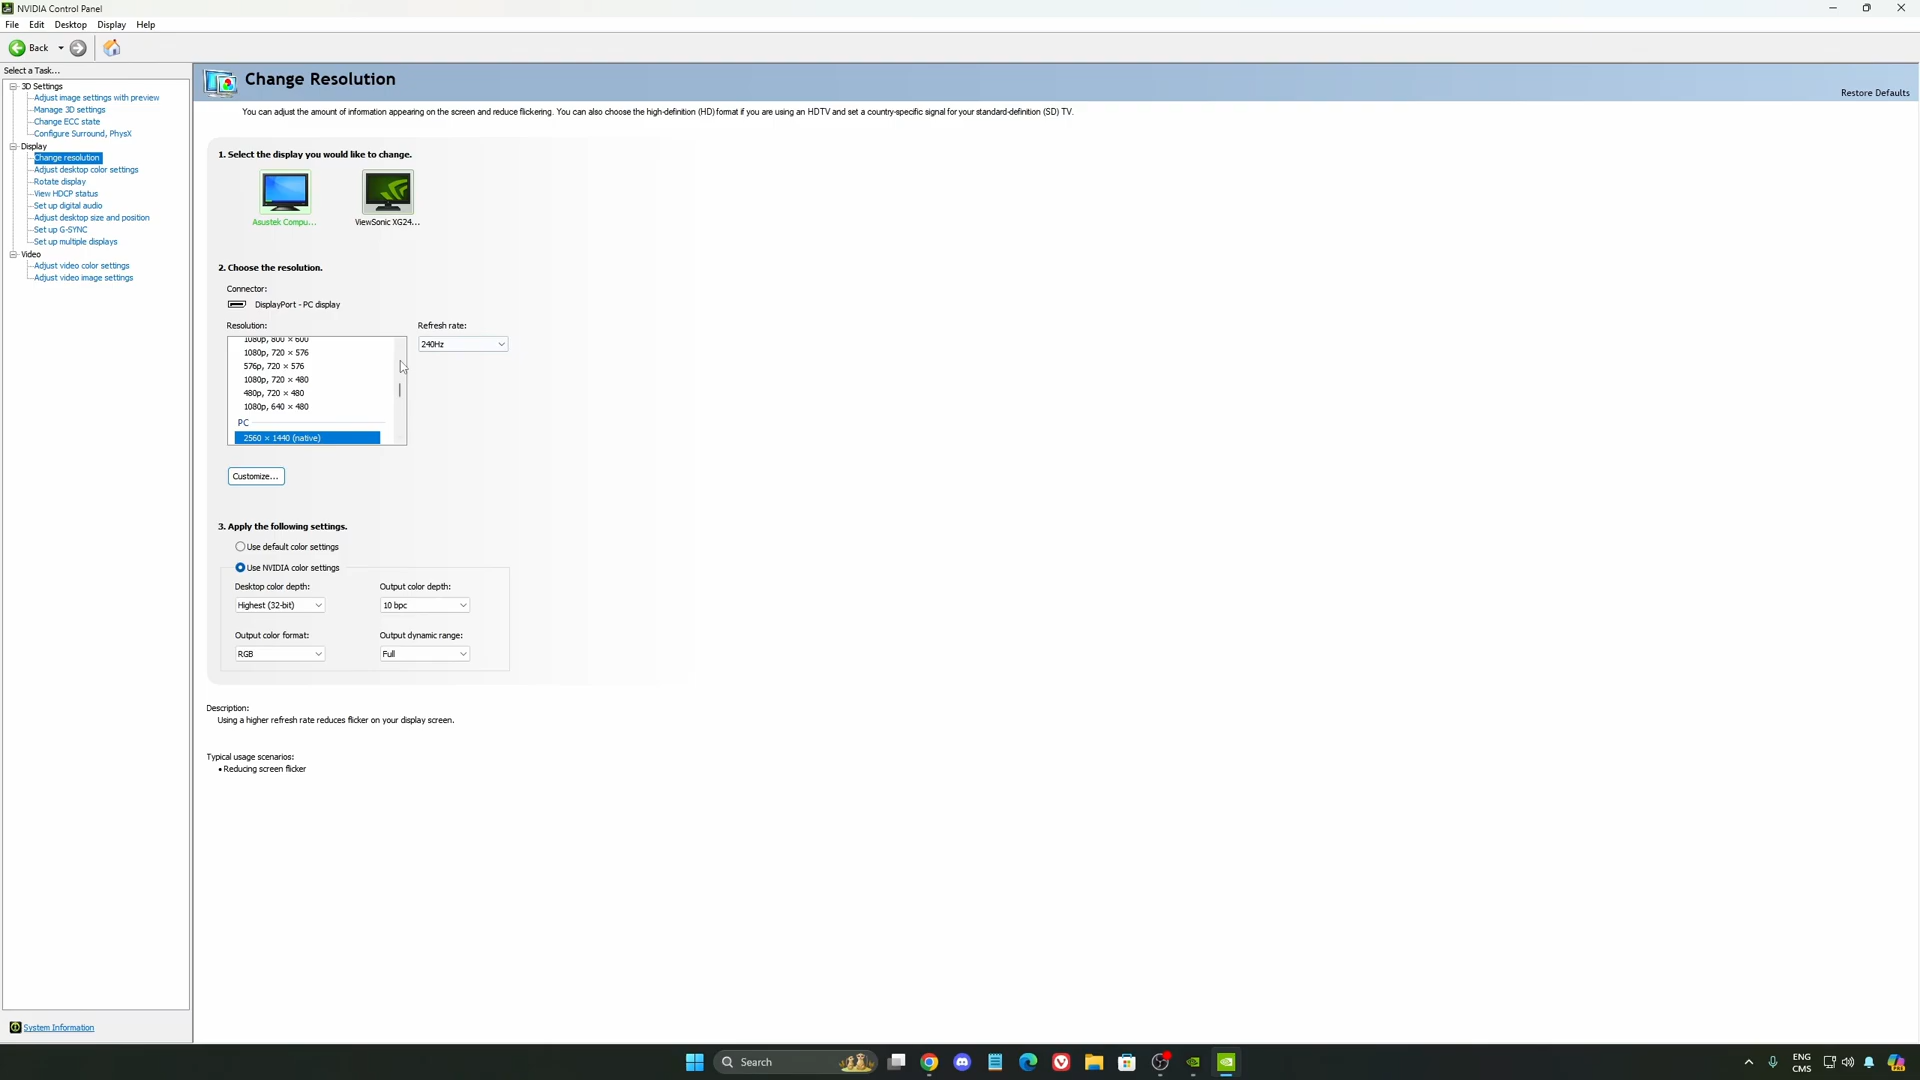 NVIDIA Control Panel
File Edit Desktop Display Help
Back
Select a Task...
3D Settings
Adjust image settings with preview
Manage 3D settings
Change ECC state
Configure Surround, PhysX
Display
Change resolution
Adjust desktop color settings
Rotate display
View HDCP status
Set up digital audio
Adjust desktop size and position
Set up G-SYNC
Set up multiple displays
Video
Adjust video color settings
Adjust video image settings
System Information
Change Resolution
Restore Defaults
You can adjust the amount of information appearing on the screen and reduce flickering. You can also choose the high-definition (HD) format if you are using an HDTV and set a country-specific signal for your standard-definition (SD) TV.
1. Select the display you would like to change.
Asustek Compu... ViewSonic XG24...
2. Choose the resolution.
Connector:
DisplayPort - PC display
Resolution: Refresh rate:
240Hz
1080p, 800 × 600
1080p, 720 × 576
576p, 720 × 576
1080p, 720 × 480
480p, 720 × 480
1080p, 640 × 480
PC
2560 × 1440 (native)
Customize...
3. Apply the following settings.
Use default color settings
Use NVIDIA color settings
Desktop color depth: Output color depth:
Highest (32-bit) 10 bpc
Output color format: Output dynamic range:
RGB Full
Description:
Using a higher refresh rate reduces flicker on your display screen.
Typical usage scenarios:
• Reducing screen flicker
Search
ENG
CMS